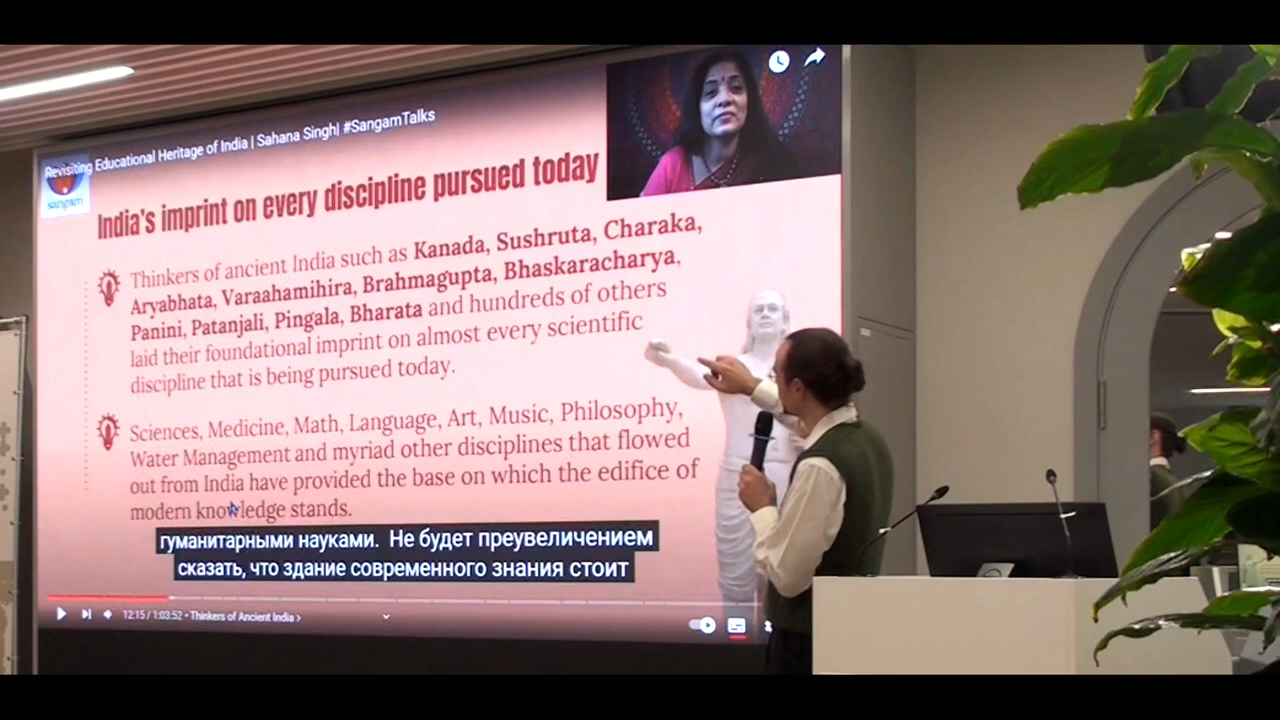 Revisiting Educational Heritage of India | Sahana Singh| #SangamTalks
sangam
India's imprint on every discipline pursued today
Thinkers of ancient India such as Kanada, Sushruta, Charaka,
Aryabhata, Varaahamihira, Brahmagupta, Bhaskaracharya,
Panini, Patanjali, Pingala, Bharata and hundreds of others
laid their foundational imprint on almost every scientific
discipline that is being pursued today.
Sciences, Medicine, Math, Language, Art, Music, Philosophy,
Water Management and myriad other disciplines that flowed
out from India have provided the base on which the edifice of
modern knowledge stands.
гуманитарными науками. Не будет преувеличением
сказать, что здание современного знания стоит
12:15 / 1:03:52 • Thinkers of Ancient India >